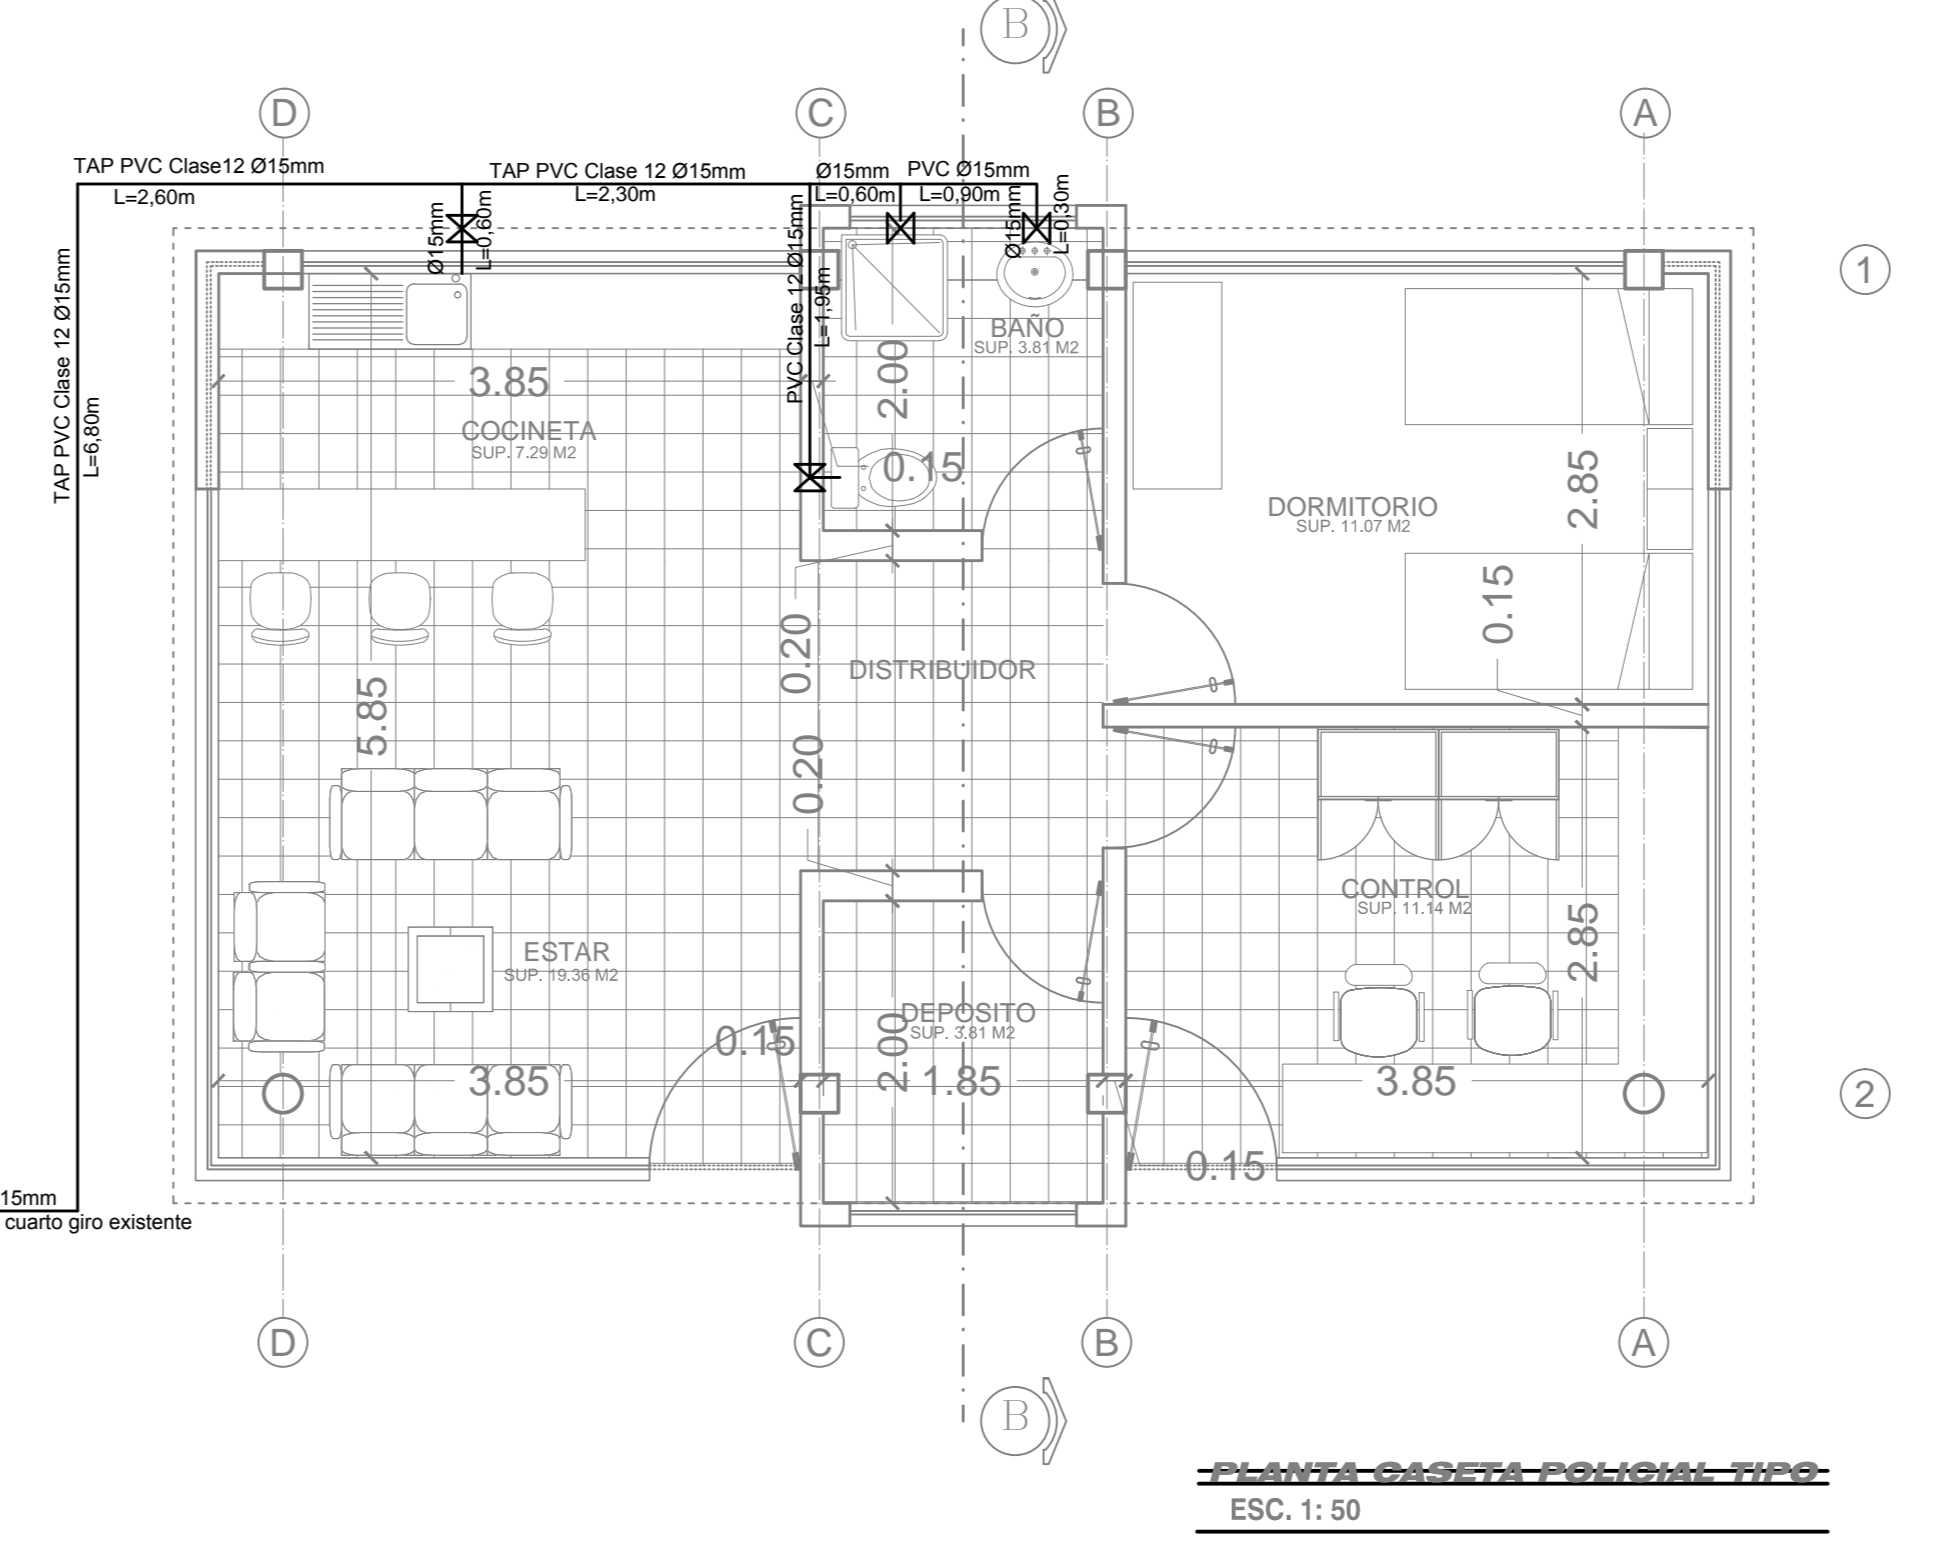 B
D
C
B
A
TAP PVC Clase12 Ø15mm
L=2,60m
TAP PVC Clase 12 Ø15mm
L=2,30m
Ø15mm
L=0,60m
PVC Ø15mm
L=0,90m
Ø15mm
L=0,60m
PVC Clase 12 Ø15mm
L=1,95m
Ø15mm
L=0,30m
TAP PVC Clase 12 Ø15mm
L=6,80m
1
BAÑO
SUP. 3.81 M2
3.85
2.00
COCINETA
SUP. 7.29 M2
0.15
DORMITORIO
SUP. 11.07 M2
2.85
0.15
0.20
DISTRIBUIDOR
5.85
0.20
CONTROL
SUP. 11.14 M2
2.85
ESTAR
SUP. 19.36 M2
DEPOSITO
SUP. 3.81 M2
0.15
2.00
3.85
1.85
3.85
2
0.15
15mm
cuarto giro existente
D
C
B
A
B
PLANTA CASETA POLICIAL TIPO
ESC. 1: 50